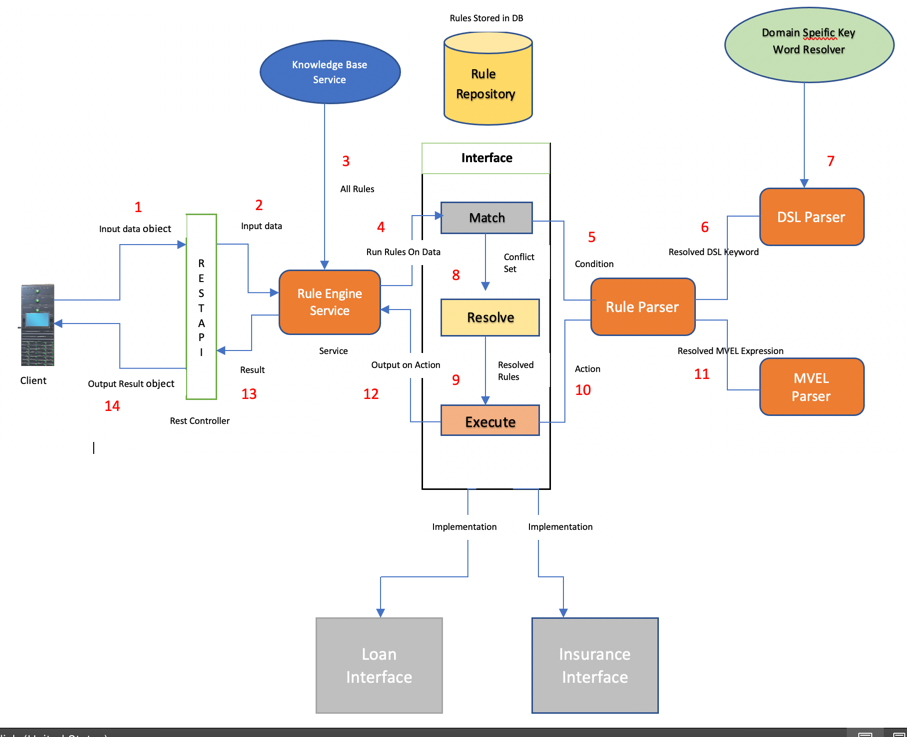 Rules Stored in DB
Domain Speific Key
Word Resolver
Knowledge Base
Service
Rule
Repository
Interface
3
7
All Rules
1
2
4
Match
DSL Parser
Input data object
Input data
5
6
Run Rules On Data
Resolved DSL Keyword
Conflict
Set
Condition
8
R
E
S
T
A
P
I
Rule Engine
Service
Resolve
Rule Parser
Service
Resolved MVEL Expression
Output on Action
Resolved
Rules
Action
Result
Client
Output Result object
9
10
11
MVEL
Parser
12
13
14
Execute
Rest Controller
Implementation
Implementation
Loan
Interface
Insurance
Interface